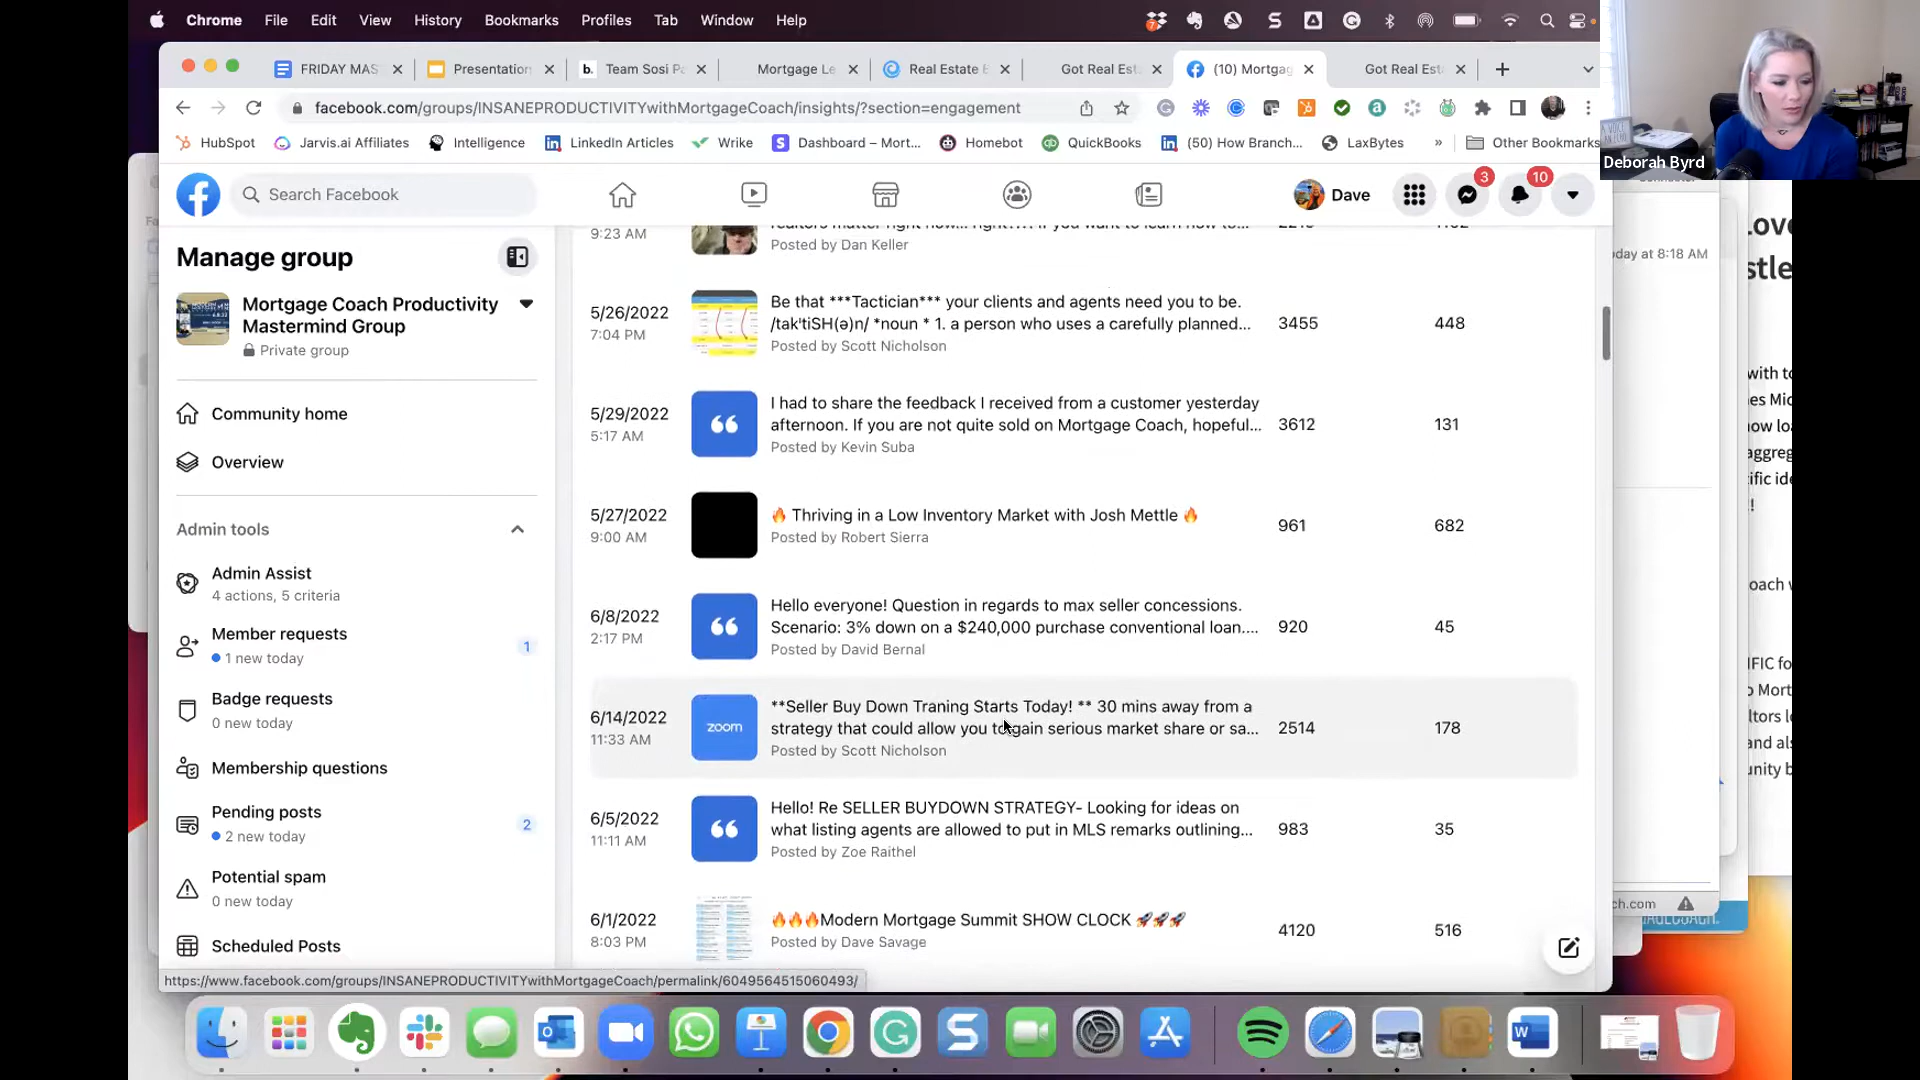 Chrome File Edit View History Bookmarks Profiles Tab Window Help
FRIDAY MAS Presentation Team Sosi Pa Mortgage Le Real Estate E Got Real Est (10) Mortgag Got Real Est
facebook.com/groups/INSANEPRODUCTIVITYwithMortgageCoach/insights/?section=engagement
HubSpot Jarvis.ai Affiliates Intelligence LinkedIn Articles Wrike Dashboard – Mort... Homebot QuickBooks (50) How Branch... LaxBytes » Other Bookmarks
Deborah Byrd
Search Facebook
Dave
3
10
Manage group
Mortgage Coach Productivity
Mastermind Group
Private group
Community home
Overview
Admin tools
Admin Assist
4 actions, 5 criteria
Member requests
1 new today
1
Badge requests
0 new today
Membership questions
Pending posts
2 new today
2
Potential spam
0 new today
Scheduled Posts
9:23 AM
Posted by Dan Keller
5/26/2022
7:04 PM
Be that ***Tactician*** your clients and agents need you to be.
/tak'tiSH(ə)n/ *noun * 1. a person who uses a carefully planned...
Posted by Scott Nicholson
3455 448
5/29/2022
5:17 AM
I had to share the feedback I received from a customer yesterday
afternoon. If you are not quite sold on Mortgage Coach, hopeful...
Posted by Kevin Suba
3612 131
5/27/2022
9:00 AM
🔥 Thriving in a Low Inventory Market with Josh Mettle 🔥
Posted by Robert Sierra
961 682
6/8/2022
2:17 PM
Hello everyone! Question in regards to max seller concessions.
Scenario: 3% down on a $240,000 purchase conventional loan....
Posted by David Bernal
920 45
6/14/2022
11:33 AM
zoom
**Seller Buy Down Traning Starts Today! ** 30 mins away from a
strategy that could allow you to gain serious market share or sa...
Posted by Scott Nicholson
2514 178
6/5/2022
11:11 AM
Hello! Re SELLER BUYDOWN STRATEGY- Looking for ideas on
what listing agents are allowed to put in MLS remarks outlining...
Posted by Zoe Raithel
983 35
6/1/2022
8:03 PM
🔥🔥🔥Modern Mortgage Summit SHOW CLOCK 🚀🚀🚀
Posted by Dave Savage
4120 516
https://www.facebook.com/groups/INSANEPRODUCTIVITYwithMortgageCoach/permalink/6049564515060493/
day at 8:18 AM
with to
ch.com